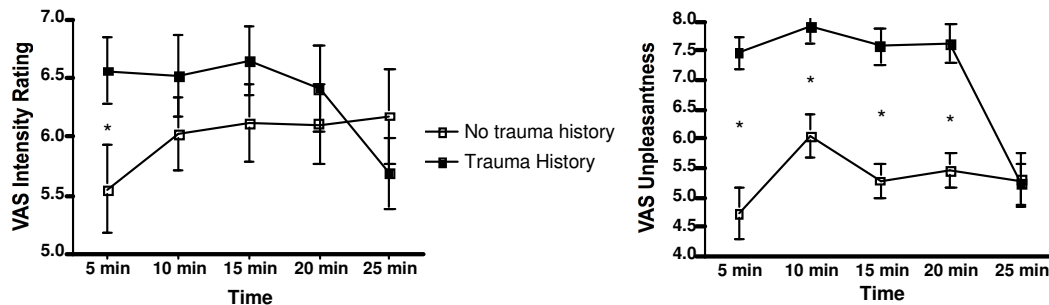 VAS Intensity Rating
7.0
6.5
6.0
5.5
5.0
*
5 min 10 min 15 min 20 min 25 min
Time
No trauma history
Trauma History
VAS Unpleasantness
8.0
7.5
7.0
6.5
6.0
5.5
5.0
4.5
4.0
* * * *
5 min 10 min 15 min 20 min 25 min
Time